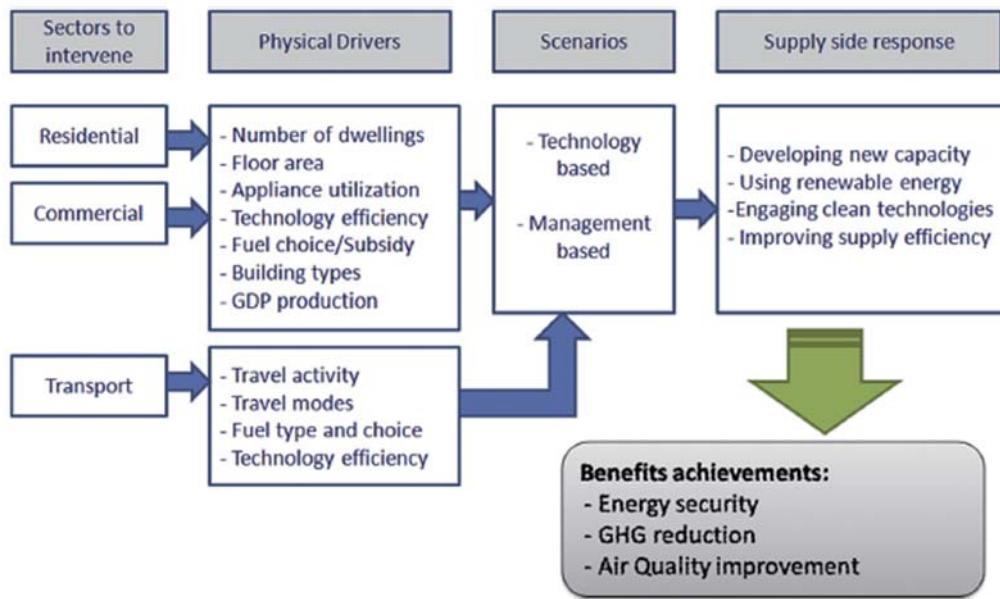 Sectors to
intervene
Physical Drivers
Scenarios
Supply side response
Residential
Commercial
- Number of dwellings
- Floor area
- Appliance utilization
- Technology efficiency
- Fuel choice/Subsidy
- Building types
- GDP production
- Technology
based
- Management
based
- Developing new capacity
- Using renewable energy
-Engaging clean technologies
- Improving supply efficiency
Transport
- Travel activity
- Travel modes
- Fuel type and choice
- Technology efficiency
Benefits achievements:
- Energy security
- GHG reduction
- Air Quality improvement